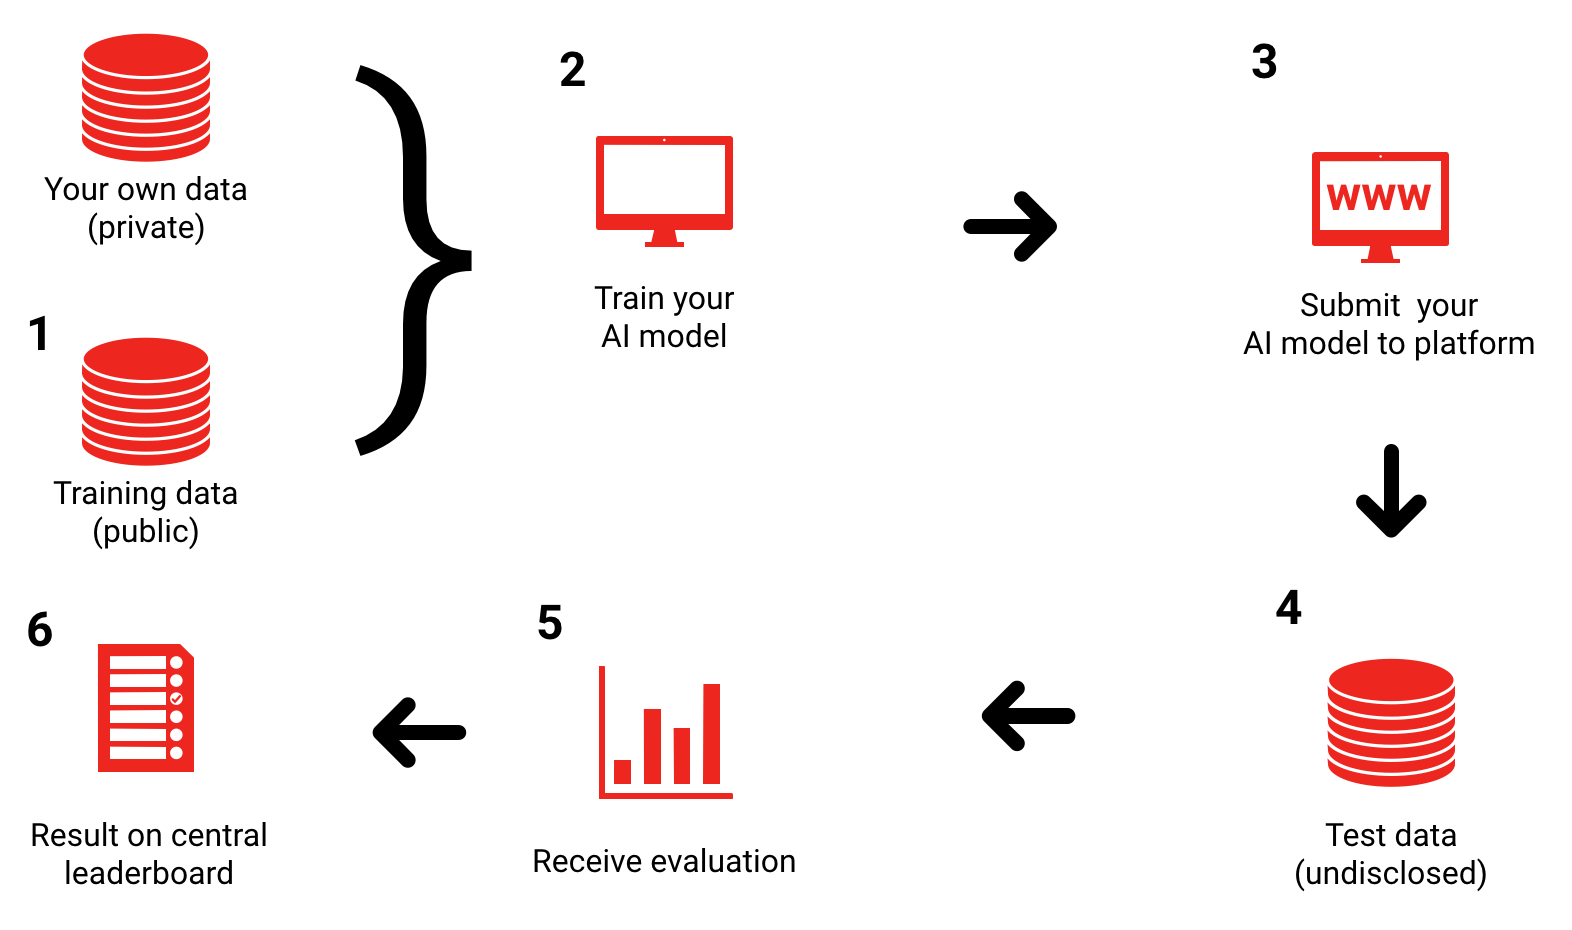 Your own data
(private)
1
Training data
(public)
2
Train your
AI model
3
www
Submit  your
AI model to platform
4
Test data
(undisclosed)
5
Receive evaluation
6
Result on central
leaderboard